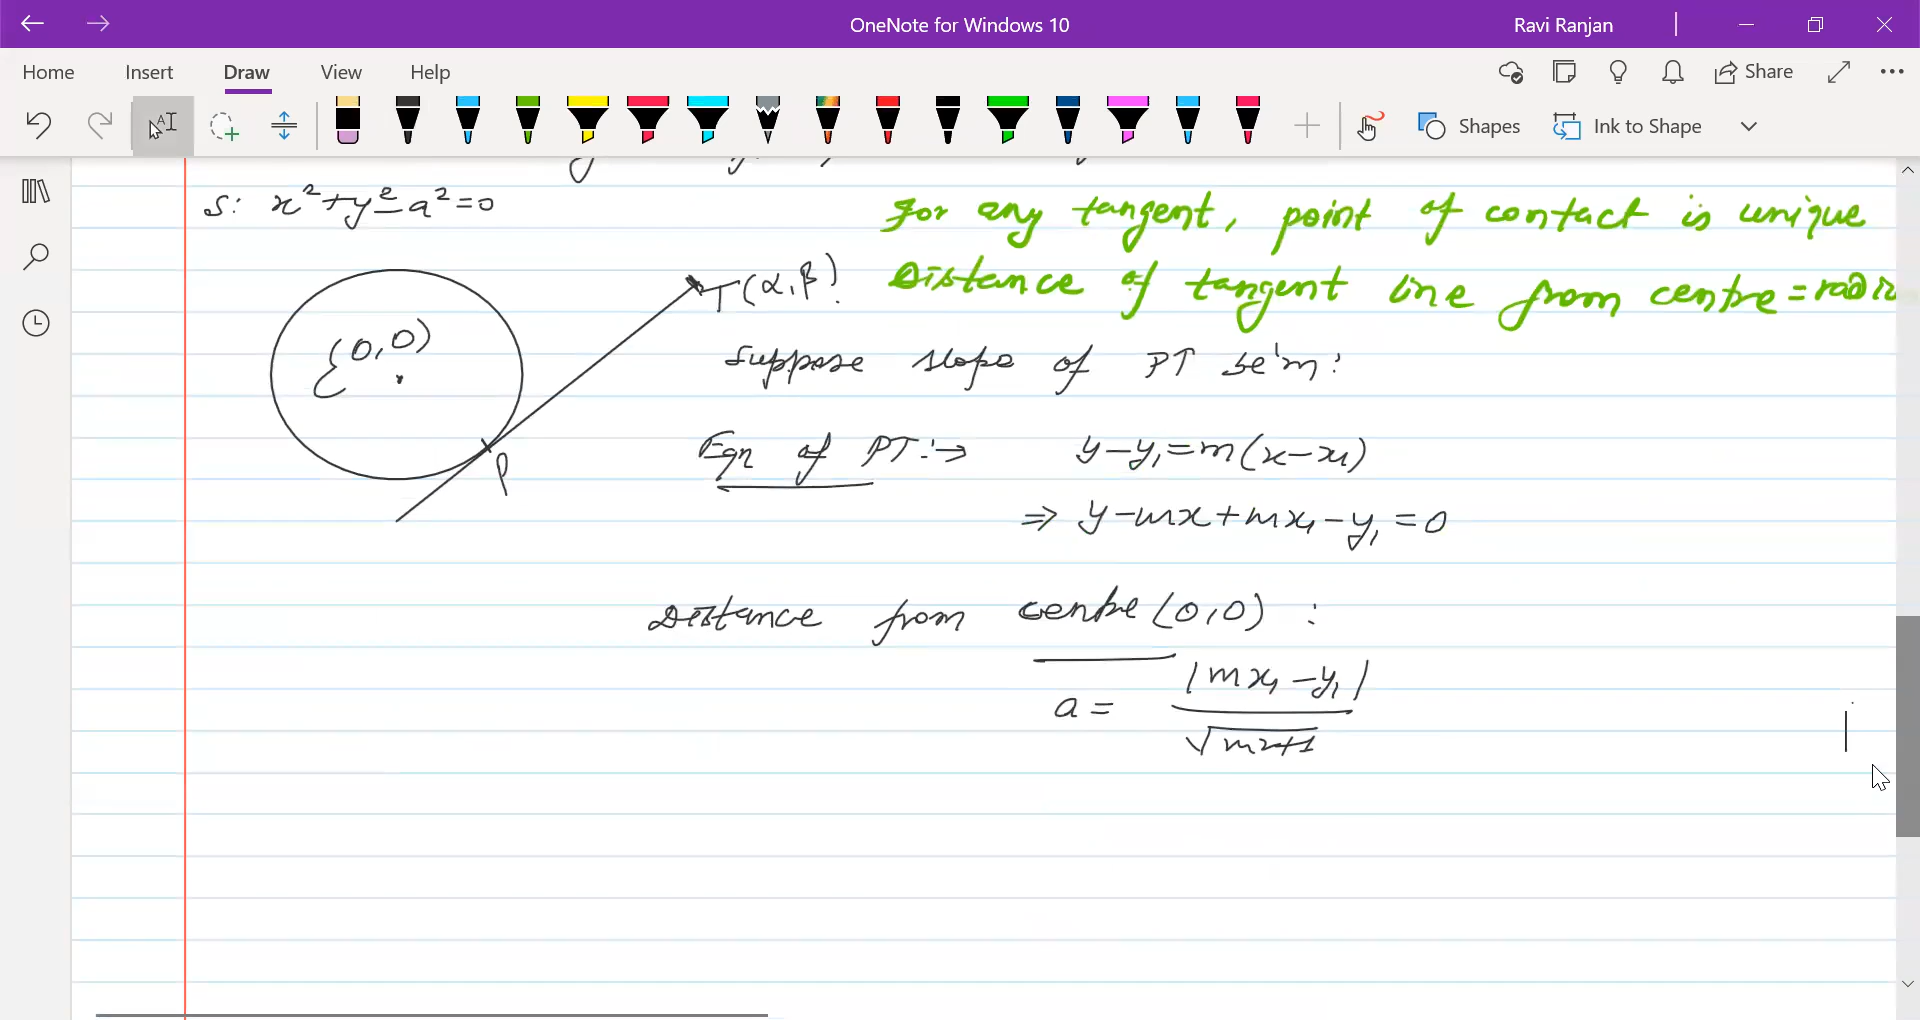 OneNote for Windows 10
Ravi Ranjan
Home Insert Draw View Help
Share
Shapes
Ink to Shape
S: x²+y²-a²=0
For any tangent, point of contact is unique
Distance of tangent line from centre = radiu
(0,0)
T(α,β)
P
Suppose slope of PT be 'm:
Eqn of PT:→ y-y₁=m(x-x₁)
⇒ y-mx+mx₁-y₁=0
Distance from centre (0,0) :
a = |mx₁-y₁| / √m²+1